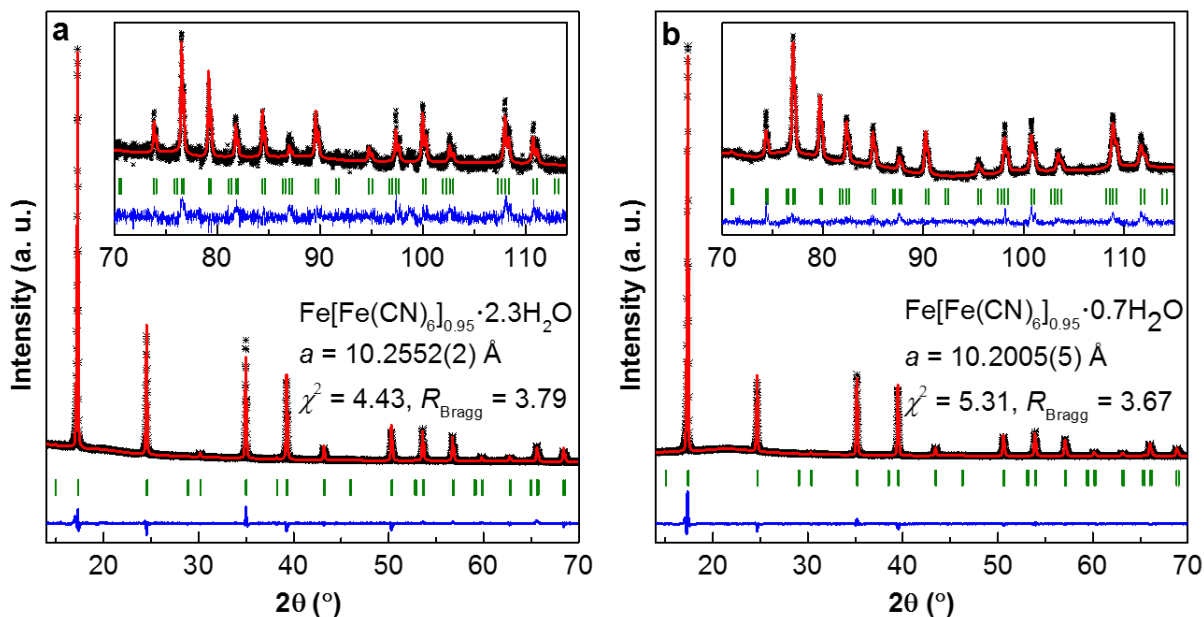 a
70 80 90 100 110
Fe[Fe(CN)₆]₀.₉₅·2.3H₂O
a = 10.2552(2) Å
χ² = 4.43, R_Bragg = 3.79
Intensity (a. u.)
20 30 40 50 60 70
2θ (°)
b
70 80 90 100 110
Fe[Fe(CN)₆]₀.₉₅·0.7H₂O
a = 10.2005(5) Å
χ² = 5.31, R_Bragg = 3.67
Intensity (a. u.)
20 30 40 50 60 70
2θ (°)